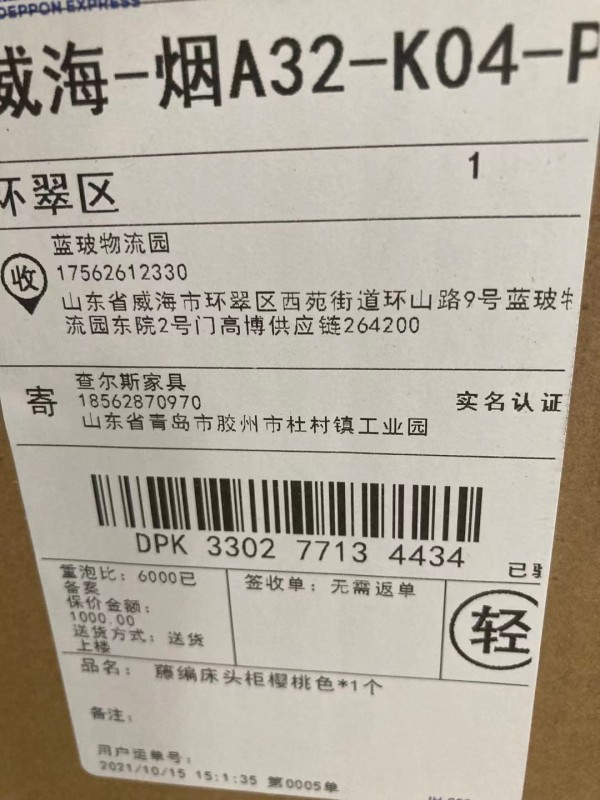 DEPPON EXPRESS
威海-烟A32-K04-P
环翠区
1
收
蓝玻物流园
17562612330
山东省威海市环翠区西苑街道环山路9号蓝玻物
流园东院2号门高博供应链264200
寄
查尔斯家具
18562870970
实名认证
山东省青岛市胶州市杜村镇工业园
DPK 3302 7713 4434
重泡比：6000已
备案
保价金额：
1000.00
送货方式：送货
上楼
签收单：无需返单
已验
轻
品名： 藤编床头柜樱桃色*1个
备注：
用户运单号：
2021/10/15 15:1:35 第0005单